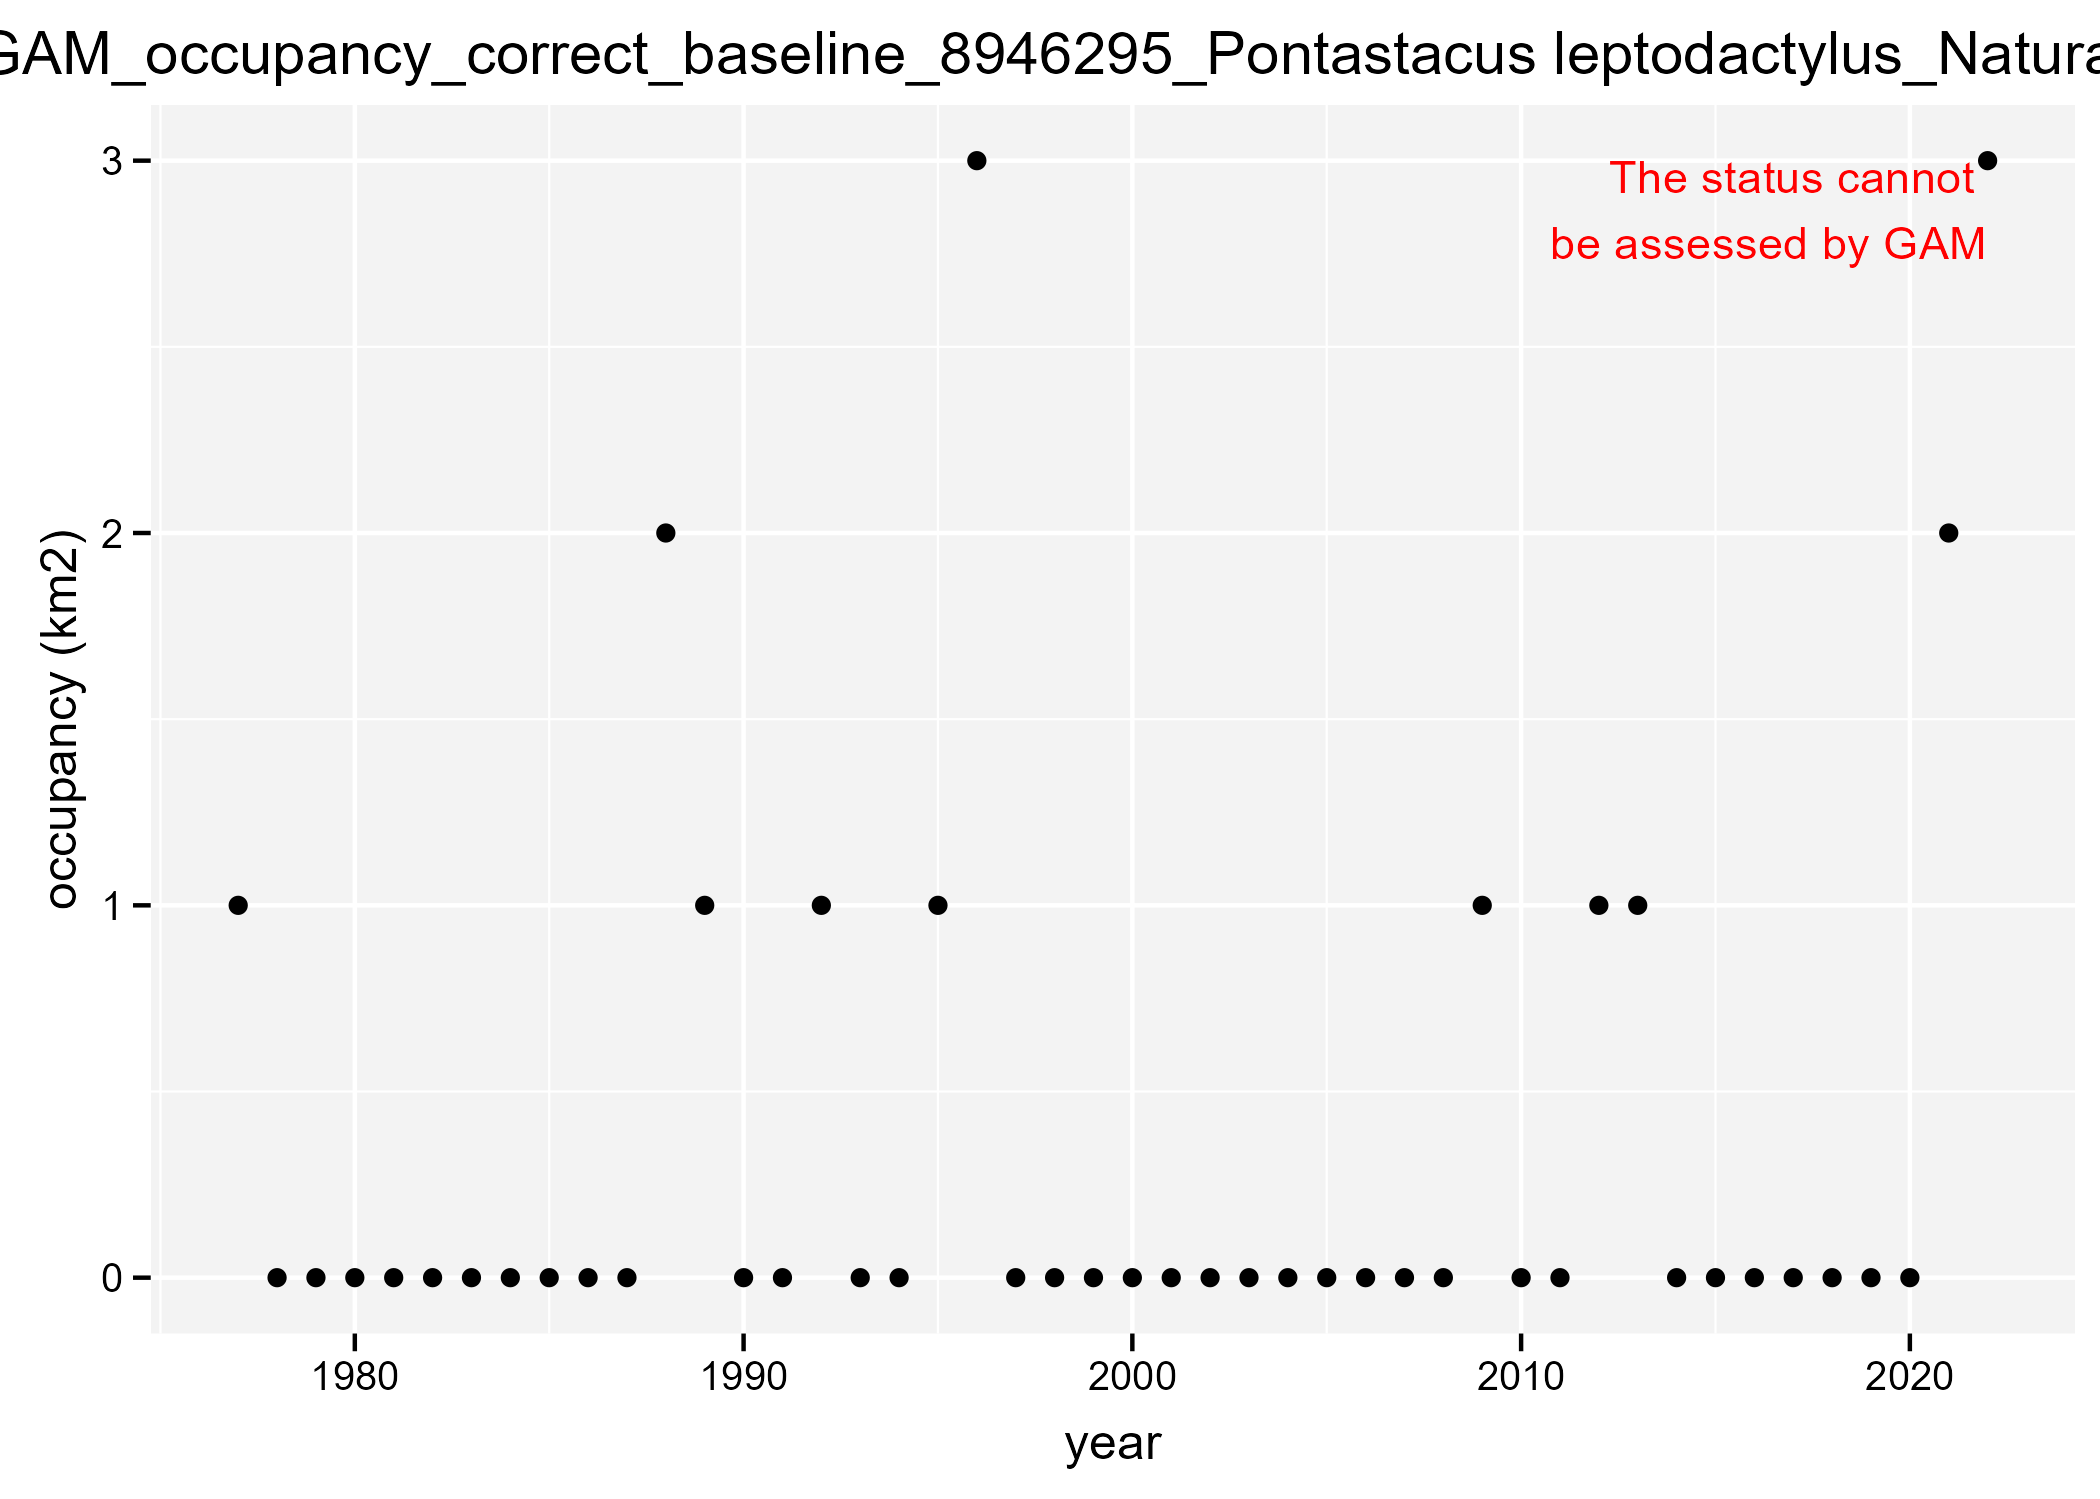 GAM_occupancy_correct_baseline_8946295_Pontastacus leptodactylus_Natura
The status cannot
be assessed by GAM
occupancy (km2)
3
2
1
0
1980 1990 2000 2010 2020
year